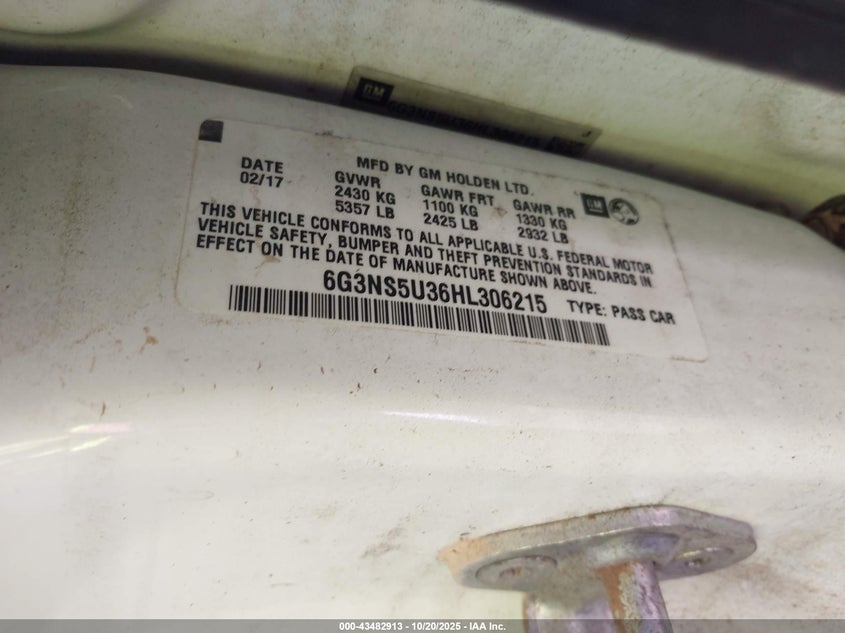 GM
6G3NS5U36HL306215
MFD BY GM HOLDEN LTD.
DATE GVWR GAWR FRT GAWR RR
02/17 2430 KG 1100 KG 1330 KG
5357 LB 2425 LB 2932 LB
GM
THIS VEHICLE CONFORMS TO ALL APPLICABLE U.S. FEDERAL MOTOR
VEHICLE SAFETY, BUMPER AND THEFT PREVENTION STANDARDS IN
EFFECT ON THE DATE OF MANUFACTURE SHOWN ABOVE.
6G3NS5U36HL306215 TYPE: PASS CAR
000-43482913 - 10/20/2025 - IAA Inc.